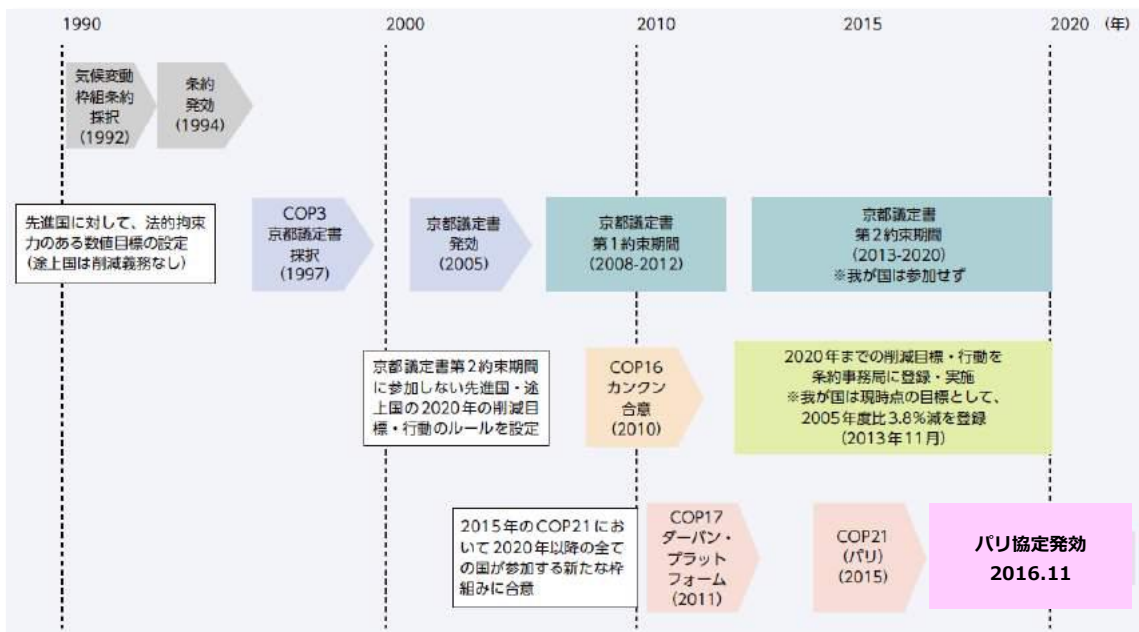 1990
2000
2010
2015
2020 (年)
気候変動
枠組条約
採択
(1992)
条約
発効
(1994)
先進国に対して、法的拘束
力のある数値目標の設定
(途上国は削減義務なし)
COP3
京都議定書
採択
(1997)
京都議定書
発効
(2005)
京都議定書
第1約束期間
(2008-2012)
京都議定書
第2約束期間
(2013-2020)
※我が国は参加せず
京都議定書第2約束期間
に参加しない先進国・途
上国の2020年の削減目
標・行動のルールを設定
COP16
カンクン
合意
(2010)
2020年までの削減目標・行動を
条約事務局に登録・実施
※我が国は現時点の目標として、
2005年度比3.8%減を登録
(2013年11月)
2015年のCOP21にお
いて2020年以降の全て
の国が参加する新たな枠
組みに合意
COP17
ダーバン・
プラット
フォーム
(2011)
COP21
(パリ)
(2015)
パリ協定発効
2016.11